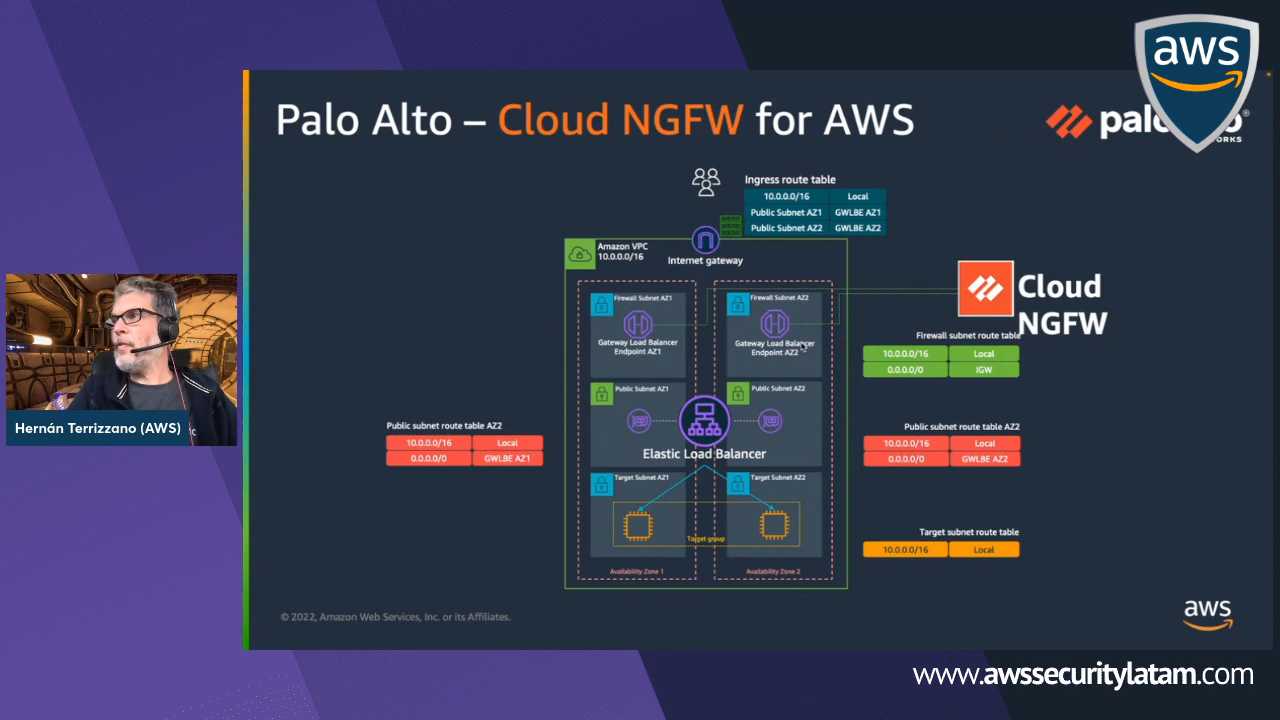 aws
Palo Alto – Cloud NGFW for AWS
Ingress route table
10.0.0.0/16 Local
Public Subnet AZ1 GWLBE AZ1
Public Subnet AZ2 GWLBE AZ2
Amazon VPC
10.0.0.0/16
Internet gateway
Firewall Subnet AZ1
Firewall Subnet AZ2
Gateway Load Balancer
Endpoint AZ1
Gateway Load Balancer
Endpoint AZ2
Cloud
NGFW
Firewall subnet route table
10.0.0.0/16 Local
0.0.0.0/0 IGW
Public Subnet AZ1
Public Subnet AZ2
Elastic Load Balancer
Public subnet route table AZ2
10.0.0.0/16 Local
0.0.0.0/0 GWLBE AZ1
Public subnet route table AZ2
10.0.0.0/16 Local
0.0.0.0/0 GWLBE AZ2
Target Subnet AZ1
Target Subnet AZ2
Target group
Availability Zone 1
Availability Zone 2
Target subnet route table
10.0.0.0/16 Local
Hernán Terrizzano (AWS)
© 2022, Amazon Web Services, Inc. or its Affiliates.
aws
www.awssecuritylatam.com